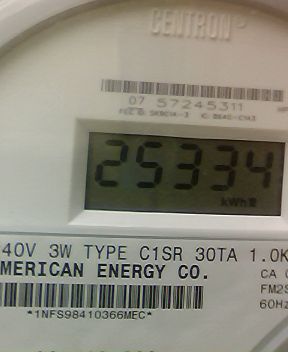 CENTRON
07 57245311
25334
kWh
40V 3W TYPE C1SR 30TA 1.0K
MERICAN ENERGY CO.
CA
FM2S
*1NFS98410366MEC*
60Hz